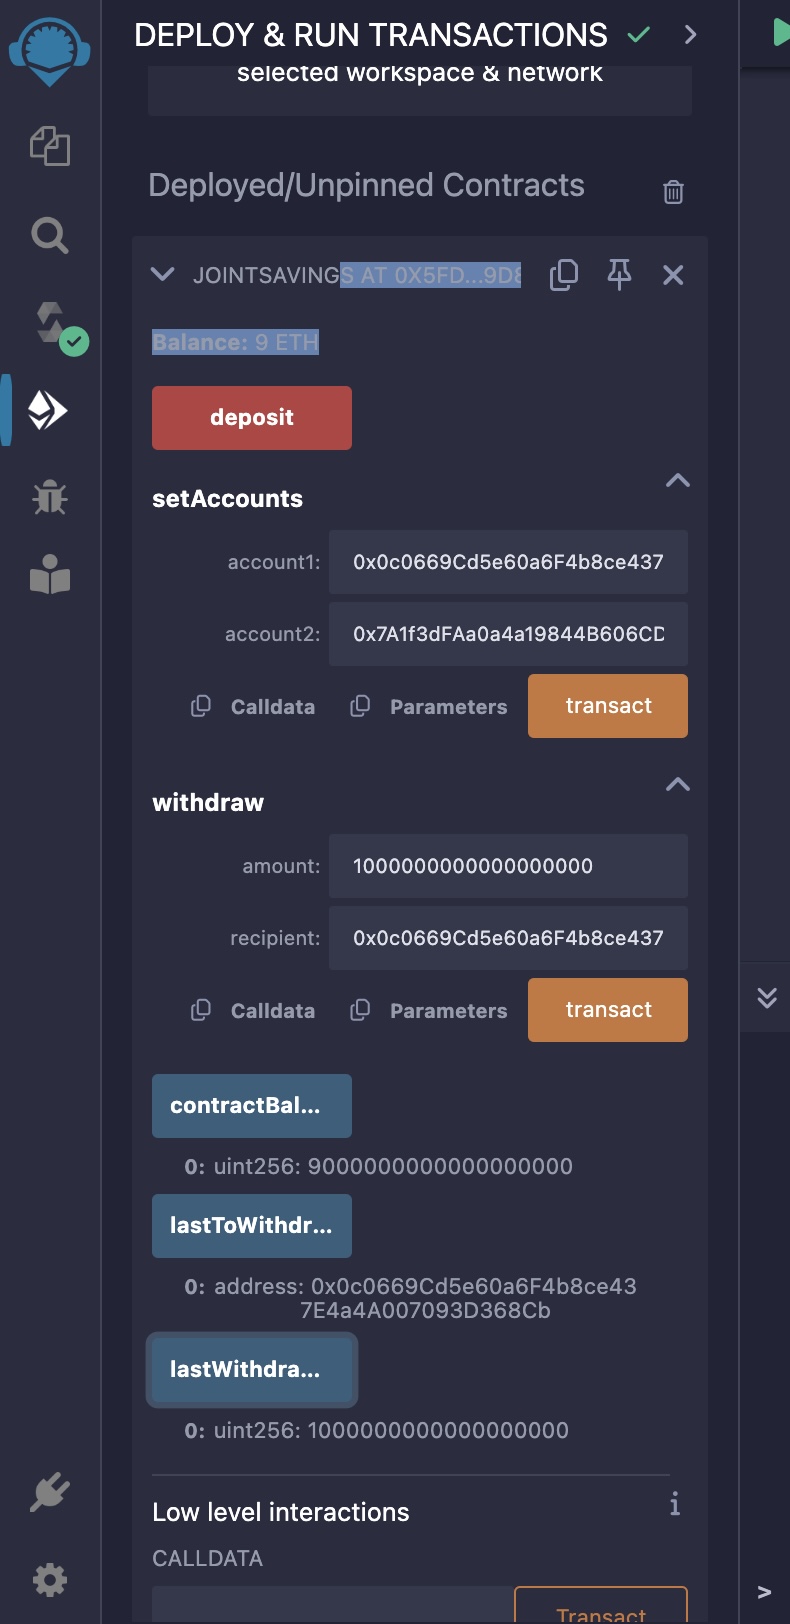 DEPLOY & RUN TRANSACTIONS
selected workspace & network
Deployed/Unpinned Contracts
JOINTSAVINGS AT 0X5FD...9D8
Balance: 9 ETH
deposit
setAccounts
account1: 0x0c0669Cd5e60a6F4b8ce437
account2: 0x7A1f3dFAa0a4a19844B606CD
Calldata Parameters transact
withdraw
amount: 1000000000000000000
recipient: 0x0c0669Cd5e60a6F4b8ce437
Calldata Parameters transact
contractBal...
0: uint256: 9000000000000000000
lastToWithdr...
0: address: 0x0c0669Cd5e60a6F4b8ce43
7E4a4A007093D368Cb
lastWithdra...
0: uint256: 1000000000000000000
Low level interactions
i
CALLDATA
Transact
>